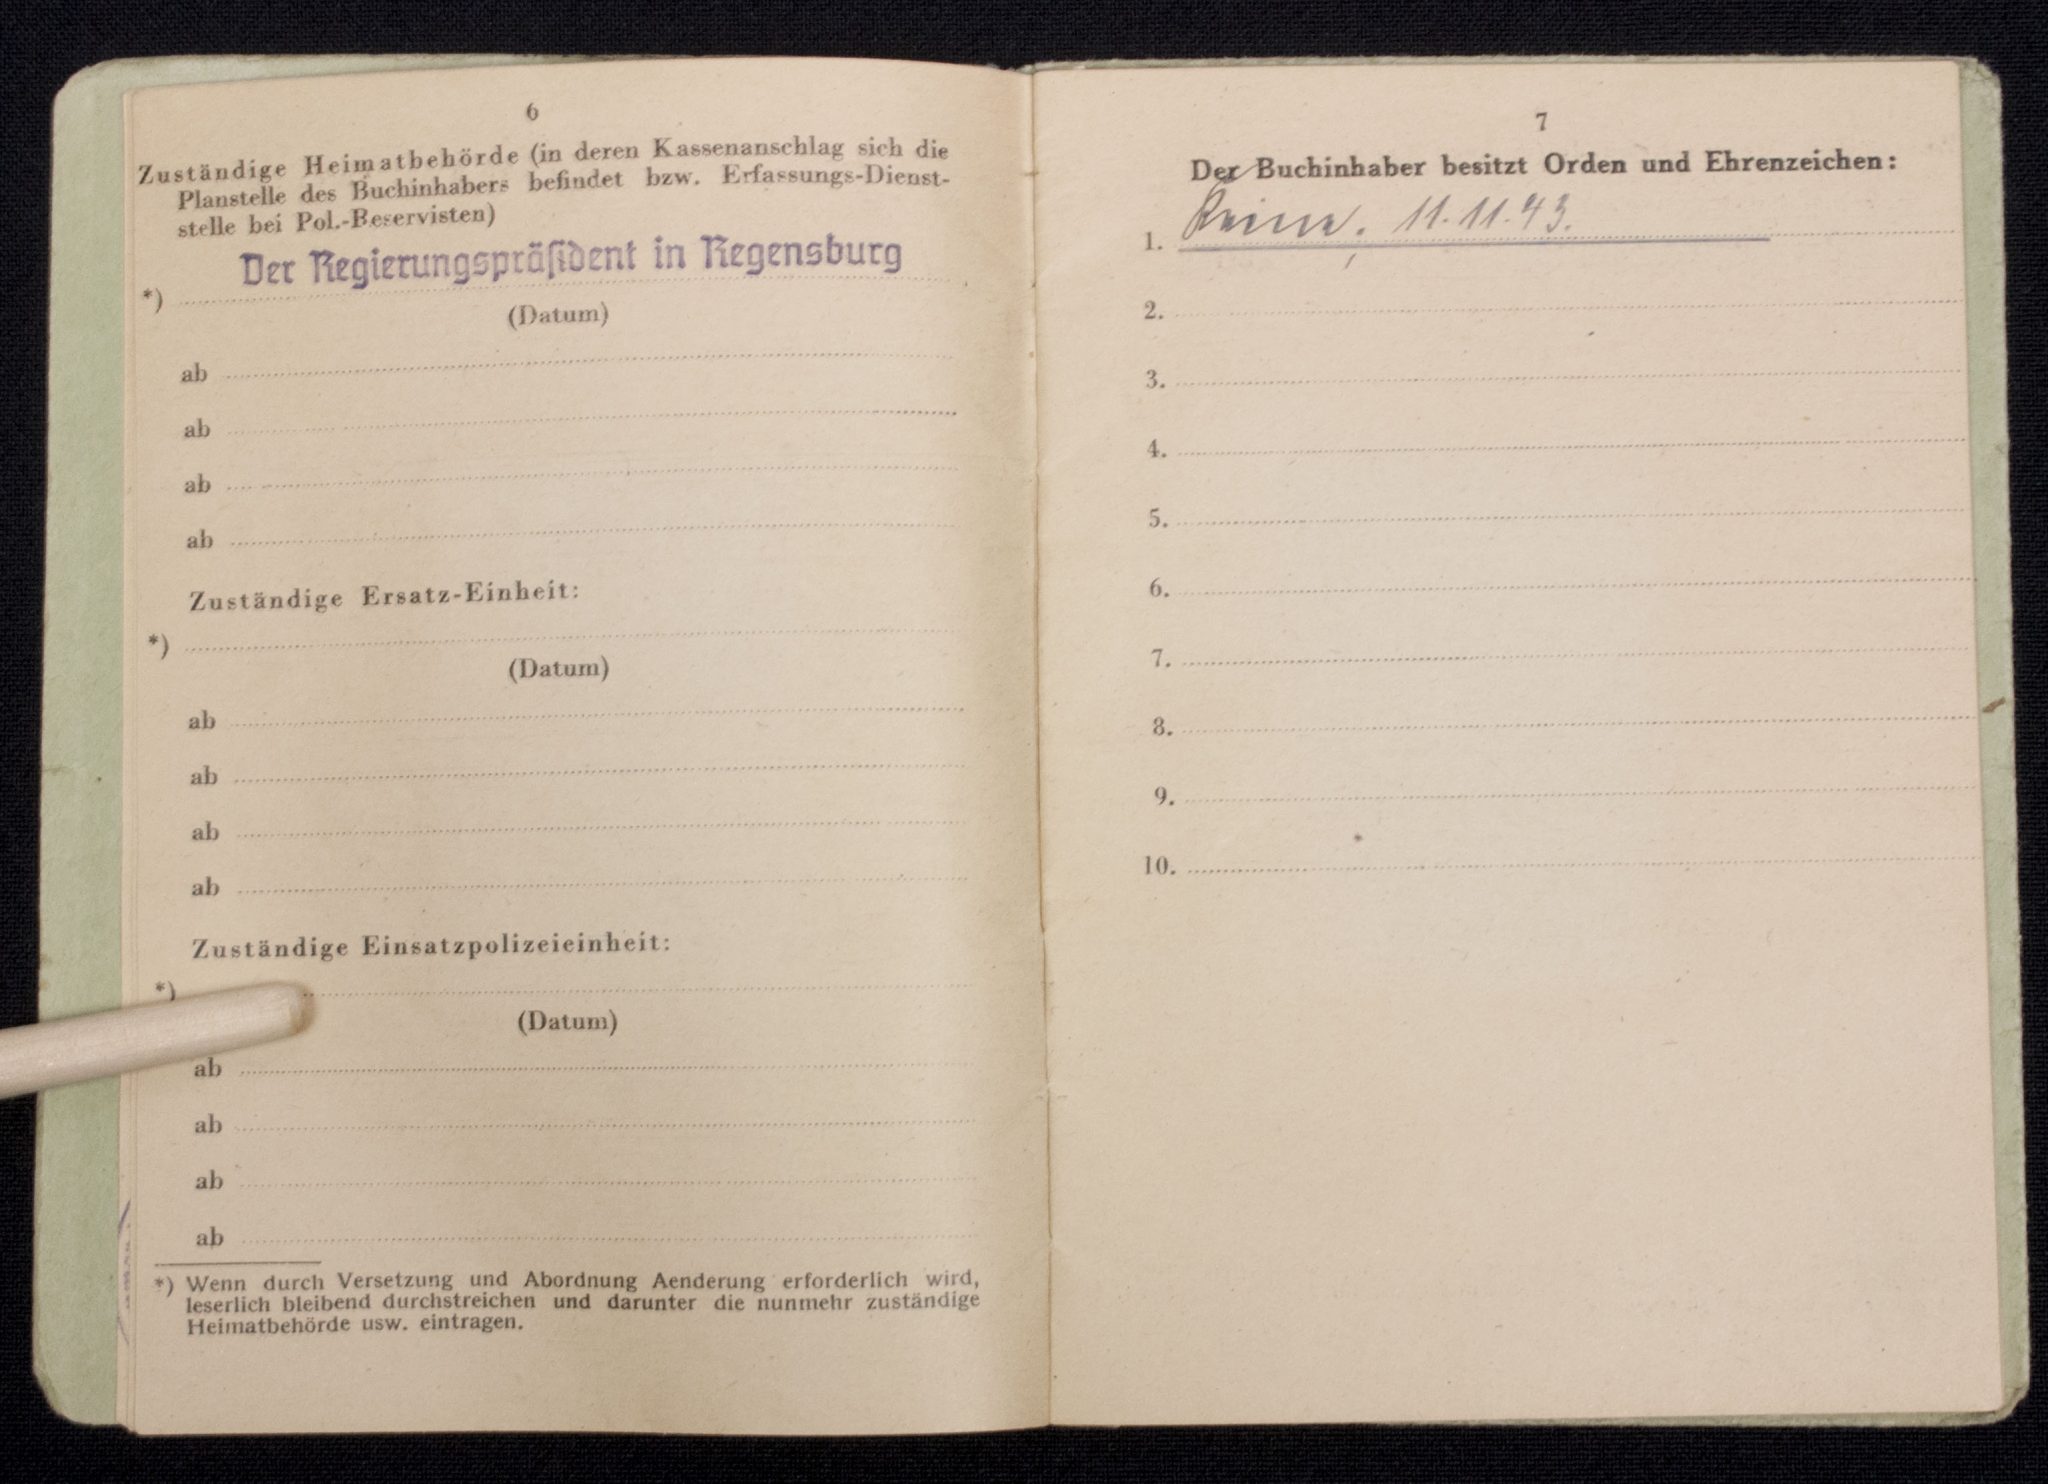 6
Zuständige Heimatbehörde (in deren Kassenanschlag sich die
Planstelle des Buchinhabers befindet bzw. Erfassungs-Dienst-
stelle bei Pol.-Reservisten)
Der Regierungspräsident in Regensburg
*)
(Datum)
ab
ab
ab
ab
Zuständige Ersatz-Einheit:
*)
(Datum)
ab
ab
ab
ab
Zuständige Einsatzpolizeieinheit:
*)
(Datum)
ab
ab
ab
ab
*) Wenn durch Versetzung und Abordnung Aenderung erforderlich wird,
leserlich bleibend durchstreichen und darunter die nunmehr zuständige
Heimatbehörde usw. eintragen.
7
Der Buchinhaber besitzt Orden und Ehrenzeichen:
1. Keine. 11.11.43.
2.
3.
4.
5.
6.
7.
8.
9.
10.